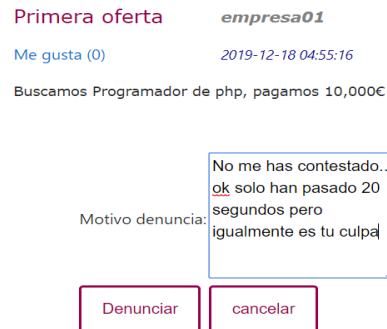 Primera oferta empresa01
Me gusta (0) 2019-12-18 04:55:16
Buscamos Programador de php, pagamos 10,000€
No me has contestado..
ok solo han pasado 20
segundos pero
Motivo denuncia: igualmente es tu culpa
Denunciar cancelar